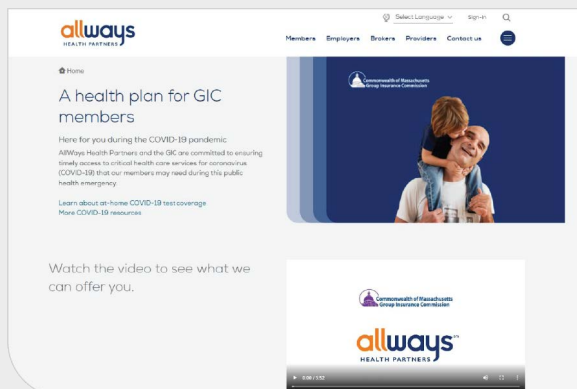 allways
HEALTH PARTNERS
Select Language
Sign-in
Members Employers Brokers Providers Contact us
Home
A health plan for GIC
members
Here for you during the COVID-19 pandemic
AllWays Health Partners and the GIC are committed to ensuring
timely access to critical health care services for coronavirus
(COVID-19) that our members may need during this public
health emergency.
Learn about at-home COVID-19 test coverage
More COVID-19 resources
Commonwealth of Massachusetts
Group Insurance Commission
Watch the video to see what we
can offer you.
Commonwealth of Massachusetts
Group Insurance Commission
allways
HEALTH PARTNERS